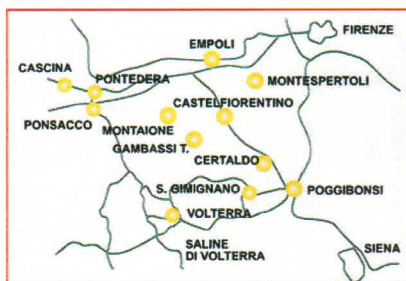 FIRENZE
EMPOLI
CASCINA
PONTEDERA
MONTESPERTOLI
CASTELFIORENTINO
PONSACCO
MONTAIONE
GAMBASSI T.
CERTALDO
S. GIMIGNANO
POGGIBONSI
VOLTERRA
SALINE
DI VOLTERRA
SIENA